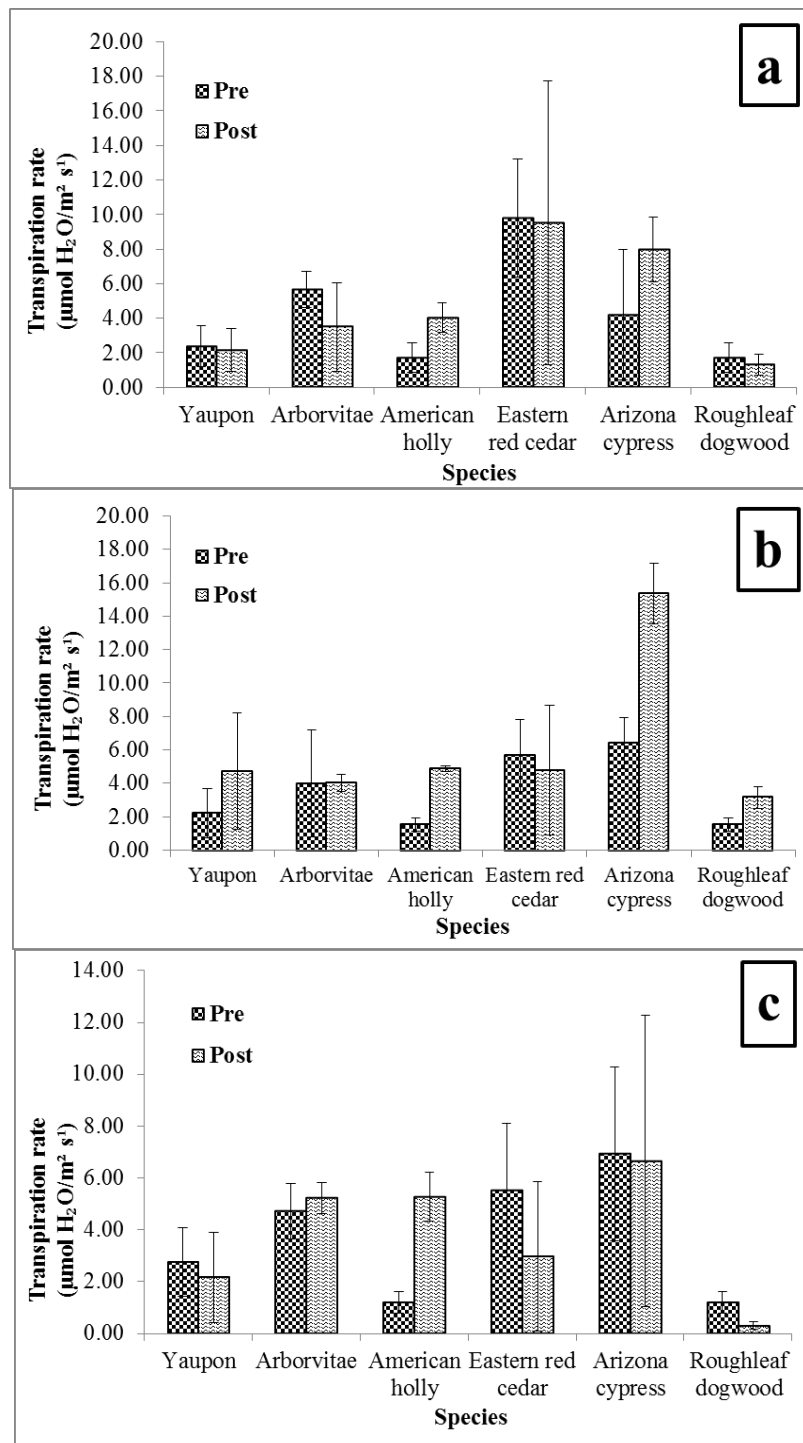 a
20.00
18.00
16.00
14.00
12.00
10.00
8.00
6.00
4.00
2.00
0.00
Transpiration rate
(µmol H₂O/m² s¹)
Pre
Post
Yaupon Arborvitae American holly Eastern red cedar Arizona cypress Roughleaf dogwood
Species
b
20.00
18.00
16.00
14.00
12.00
10.00
8.00
6.00
4.00
2.00
0.00
Transpiration rate
(µmol H₂O/m² s¹)
Pre
Post
Yaupon Arborvitae American holly Eastern red cedar Arizona cypress Roughleaf dogwood
Species
c
14.00
12.00
10.00
8.00
6.00
4.00
2.00
0.00
Transpiration rate
(µmol H₂O/m² s¹)
Pre
Post
Yaupon Arborvitae American holly Eastern red cedar Arizona cypress Roughleaf dogwood
Species